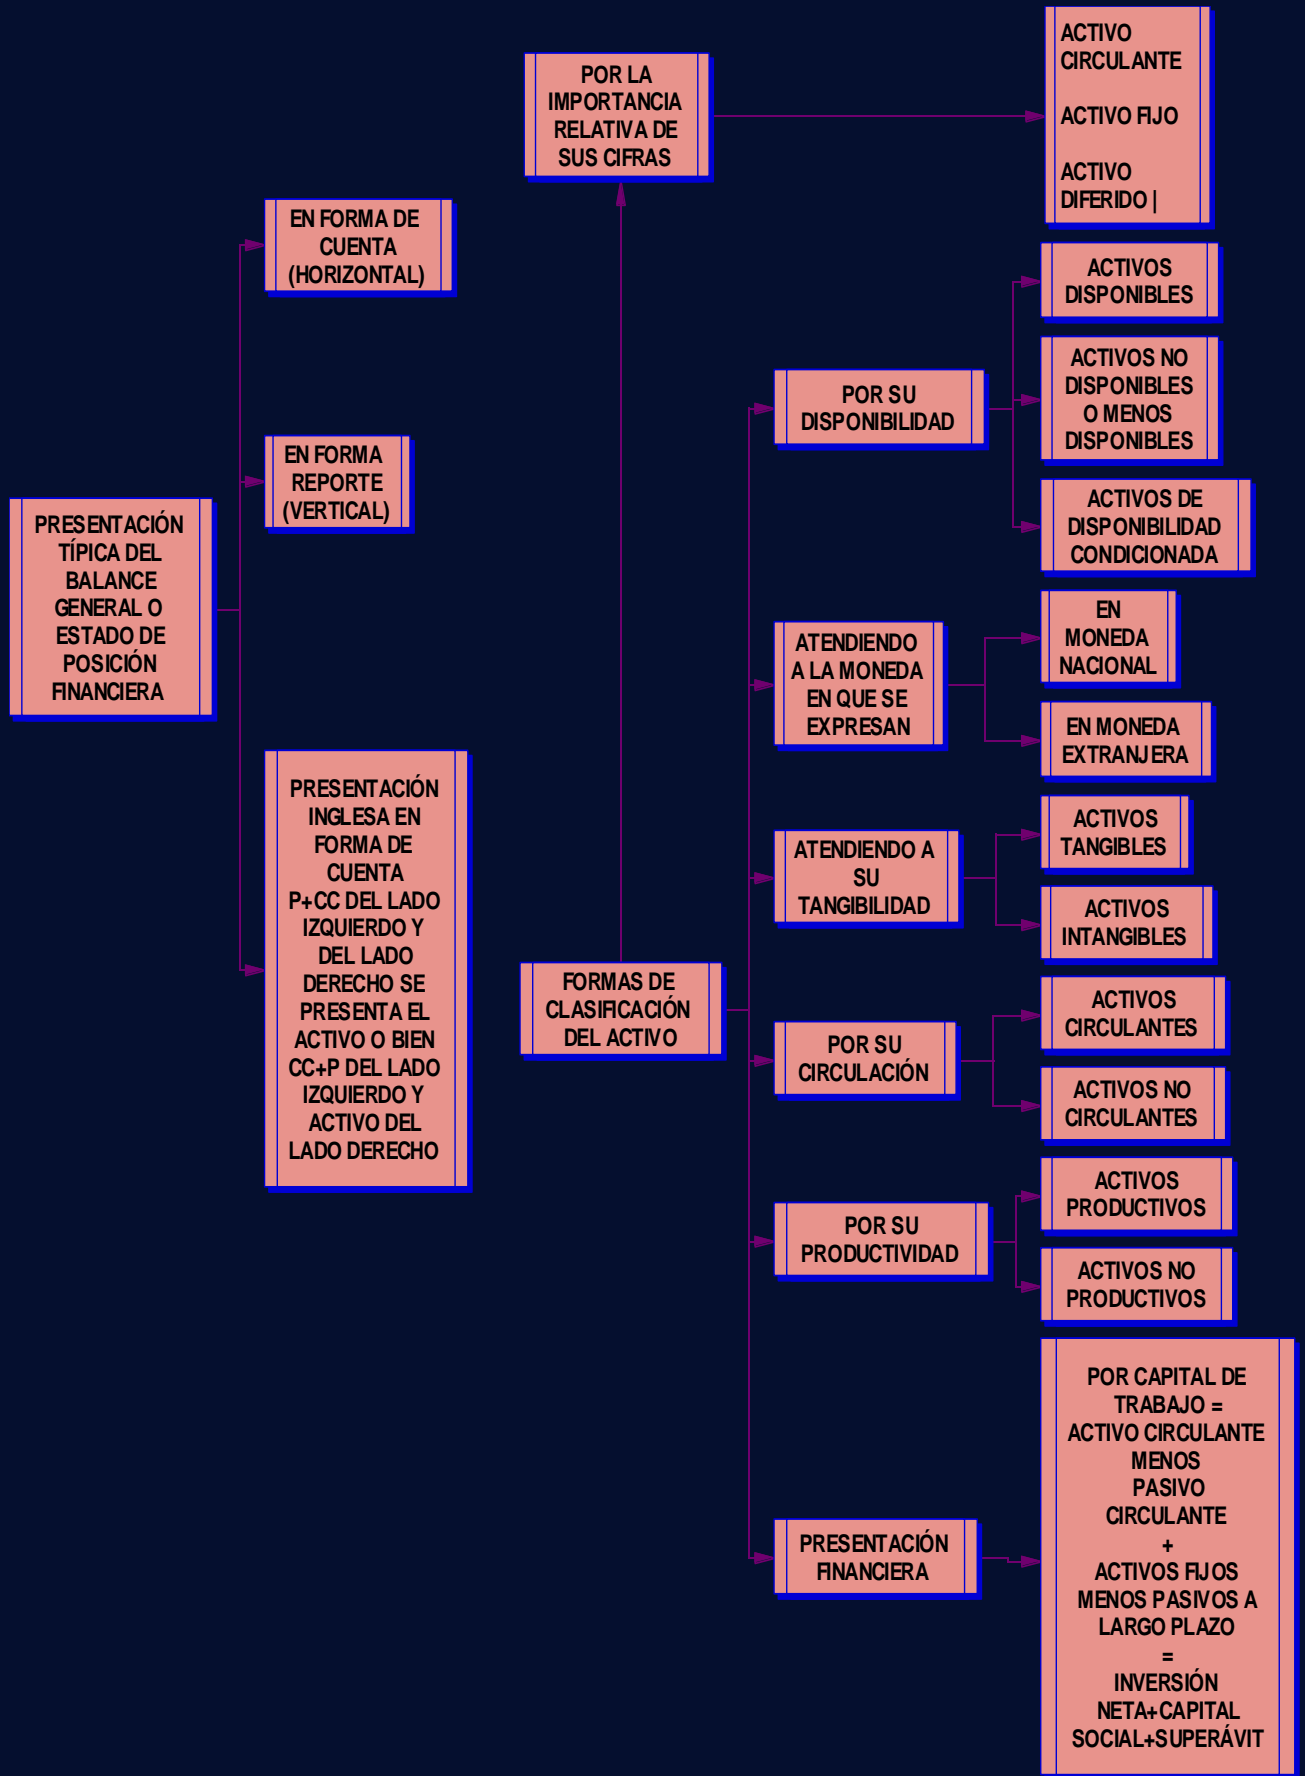 PRESENTACIÓN
TÍPICA DEL
BALANCE
GENERAL O
ESTADO DE
POSICIÓN
FINANCIERA
EN FORMA DE
CUENTA
(HORIZONTAL)
EN FORMA
REPORTE
(VERTICAL)
PRESENTACIÓN
INGLESA EN
FORMA DE
CUENTA
P+CC DEL LADO
IZQUIERDO Y
DEL LADO
DERECHO SE
PRESENTA EL
ACTIVO O BIEN
CC+P DEL LADO
IZQUIERDO Y
ACTIVO DEL
LADO DERECHO
FORMAS DE
CLASIFICACIÓN
DEL ACTIVO
POR LA
IMPORTANCIA
RELATIVA DE
SUS CIFRAS
ACTIVO
CIRCULANTE
ACTIVO FIJO
ACTIVO
DIFERIDO |
POR SU
DISPONIBILIDAD
ACTIVOS
DISPONIBLES
ACTIVOS NO
DISPONIBLES
O MENOS
DISPONIBLES
ACTIVOS DE
DISPONIBILIDAD
CONDICIONADA
ATENDIENDO
A LA MONEDA
EN QUE SE
EXPRESAN
EN
MONEDA
NACIONAL
EN MONEDA
EXTRANJERA
ATENDIENDO A
SU
TANGIBILIDAD
ACTIVOS
TANGIBLES
ACTIVOS
INTANGIBLES
POR SU
CIRCULACIÓN
ACTIVOS
CIRCULANTES
ACTIVOS NO
CIRCULANTES
POR SU
PRODUCTIVIDAD
ACTIVOS
PRODUCTIVOS
ACTIVOS NO
PRODUCTIVOS
PRESENTACIÓN
FINANCIERA
POR CAPITAL DE
TRABAJO =
ACTIVO CIRCULANTE
MENOS
PASIVO
CIRCULANTE
+
ACTIVOS FIJOS
MENOS PASIVOS A
LARGO PLAZO
=
INVERSIÓN
NETA+CAPITAL
SOCIAL+SUPERÁVIT